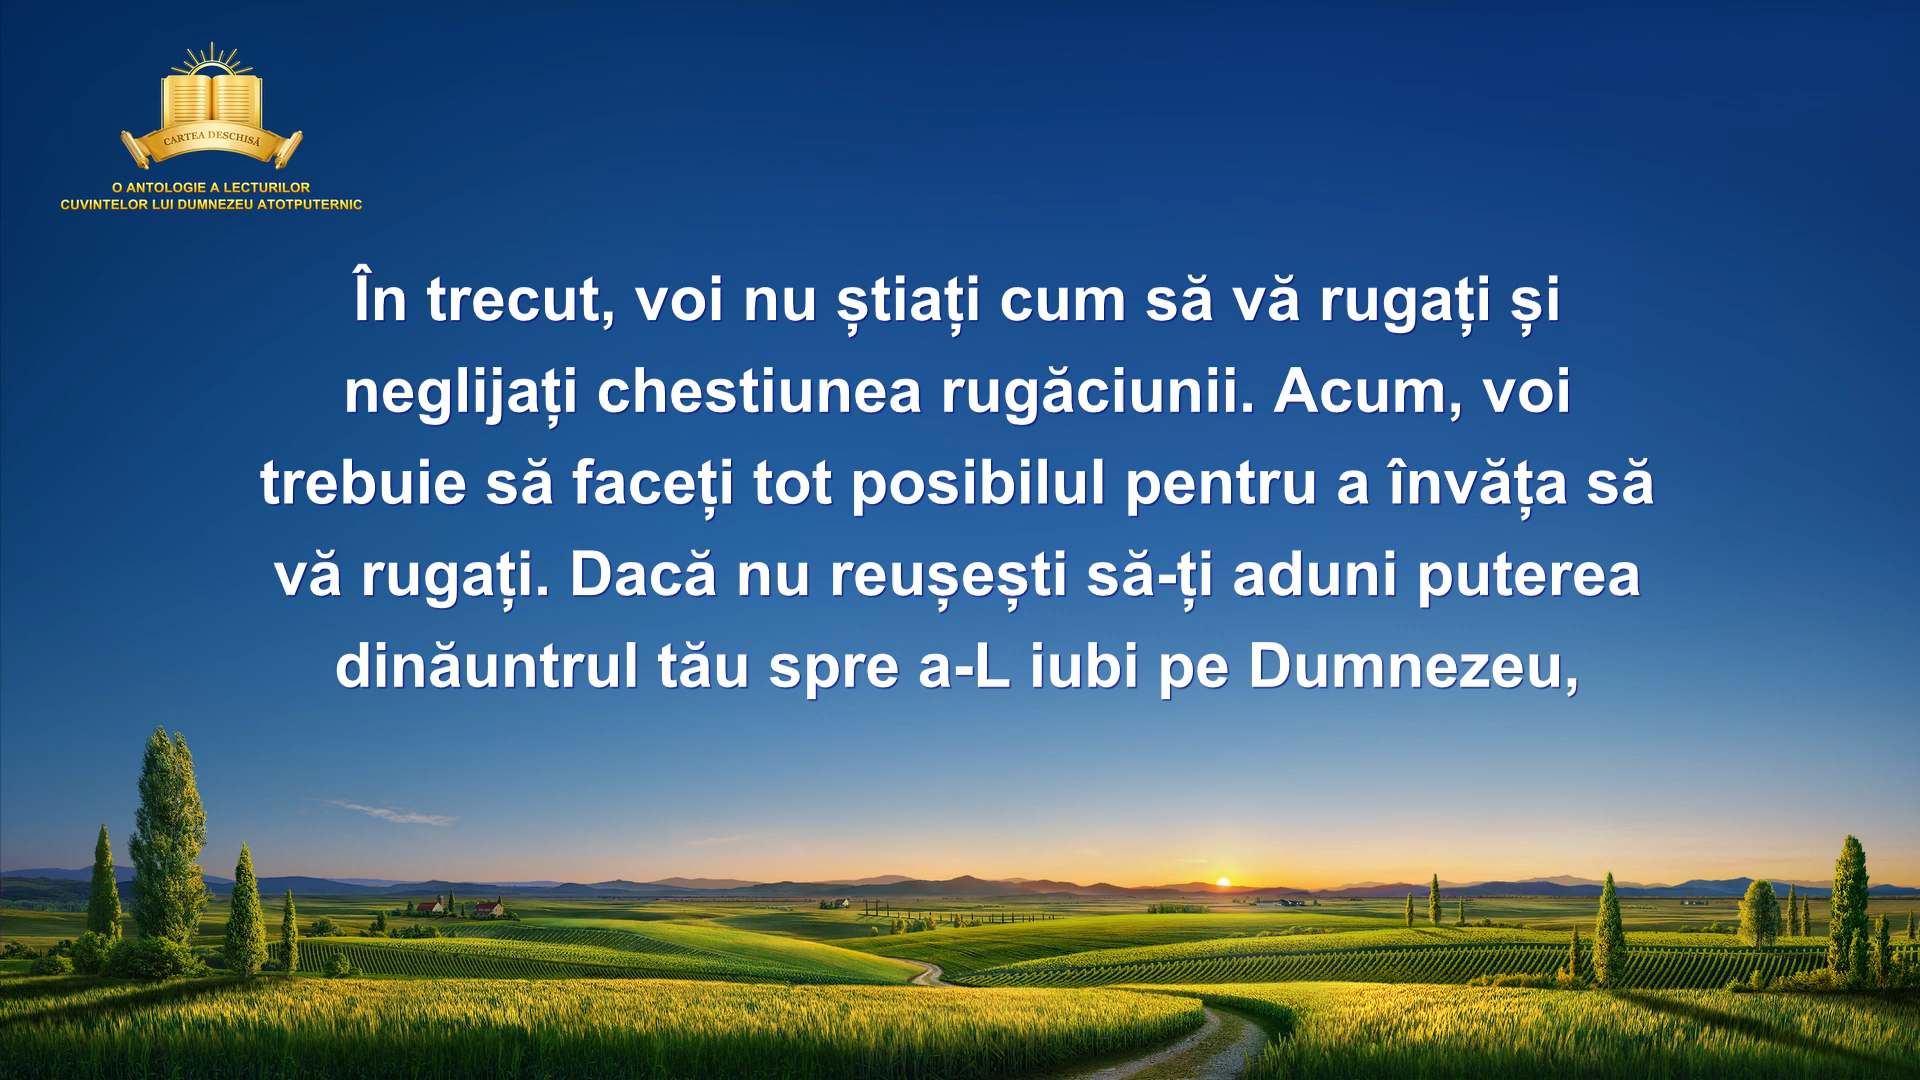 CARTEA DESCHISĂ
O ANTOLOGIE A LECTURILOR
CUVINTELOR LUI DUMNEZEU ATOTPUTERNIC
În trecut, voi nu știați cum să vă rugați și
neglijați chestiunea rugăciunii. Acum, voi
trebuie să faceți tot posibilul pentru a învăța să
vă rugați. Dacă nu reușești să-ți aduni puterea
dinăuntrul tău spre a-L iubi pe Dumnezeu,